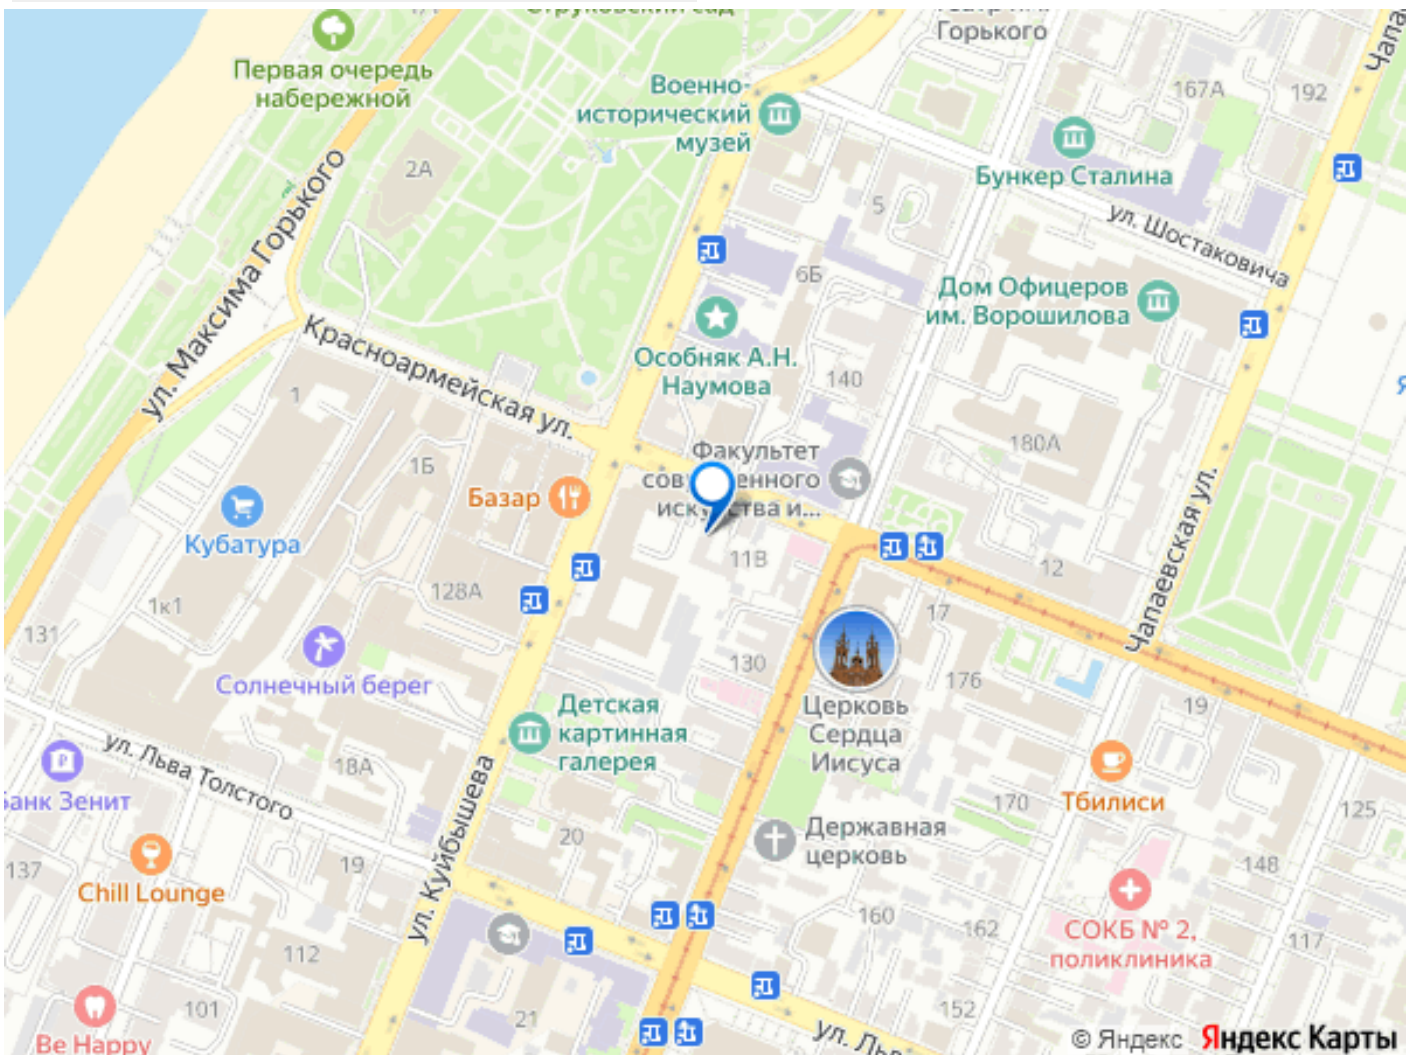 Струковский сад
Горького
Первая очередь
набережной
Военно-
исторический
музей
167А
192
Бункер Сталина
2А
5
ул. Шостаковича
ул. Максима Горького
6Б
Дом Офицеров
им. Ворошилова
Особняк А.Н.
Наумова
Красноармейская ул.
140
1
180А
Факультет
1Б
Базар
Кубатура
11В
12
Чапаевская ул.
128А
1к1
131
17
Солнечный берег
130
176
Церковь
Сердца
Иисуса
19
Детская
картинная
галерея
ул. Льва Толстого
18А
Банк Зенит
Тбилиси
170
125
ул. Куйбышева
Державная
церковь
20
19
137
148
Chill Lounge
160
162
СОКБ № 2,
поликлиника
117
112
101
21
152
Be Happy
© Яндекс Яндекс Карты